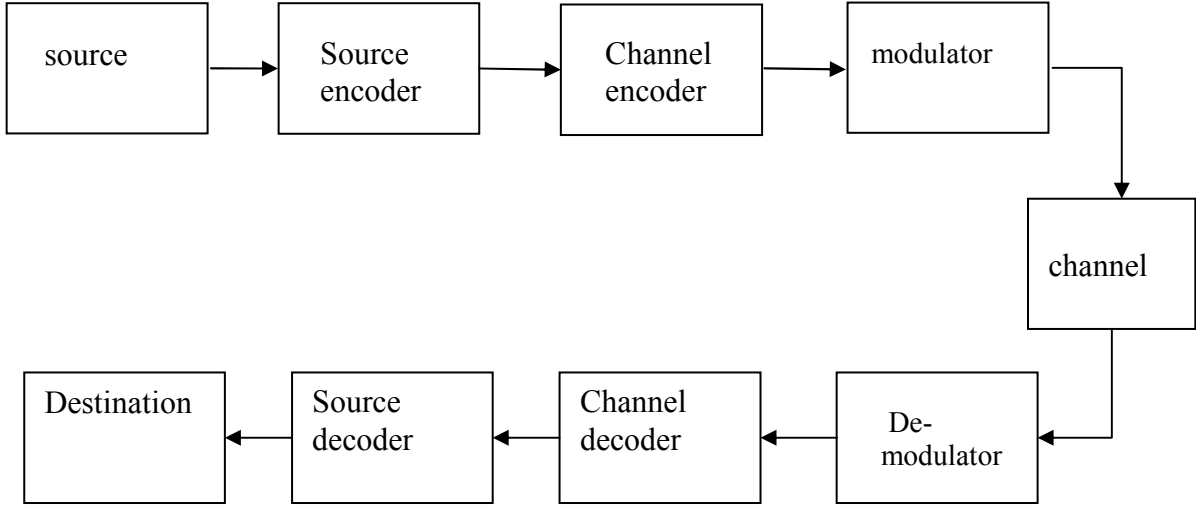 source
Source
encoder
Channel
encoder
modulator
channel
Destination
Source
decoder
Channel
decoder
De-
modulator